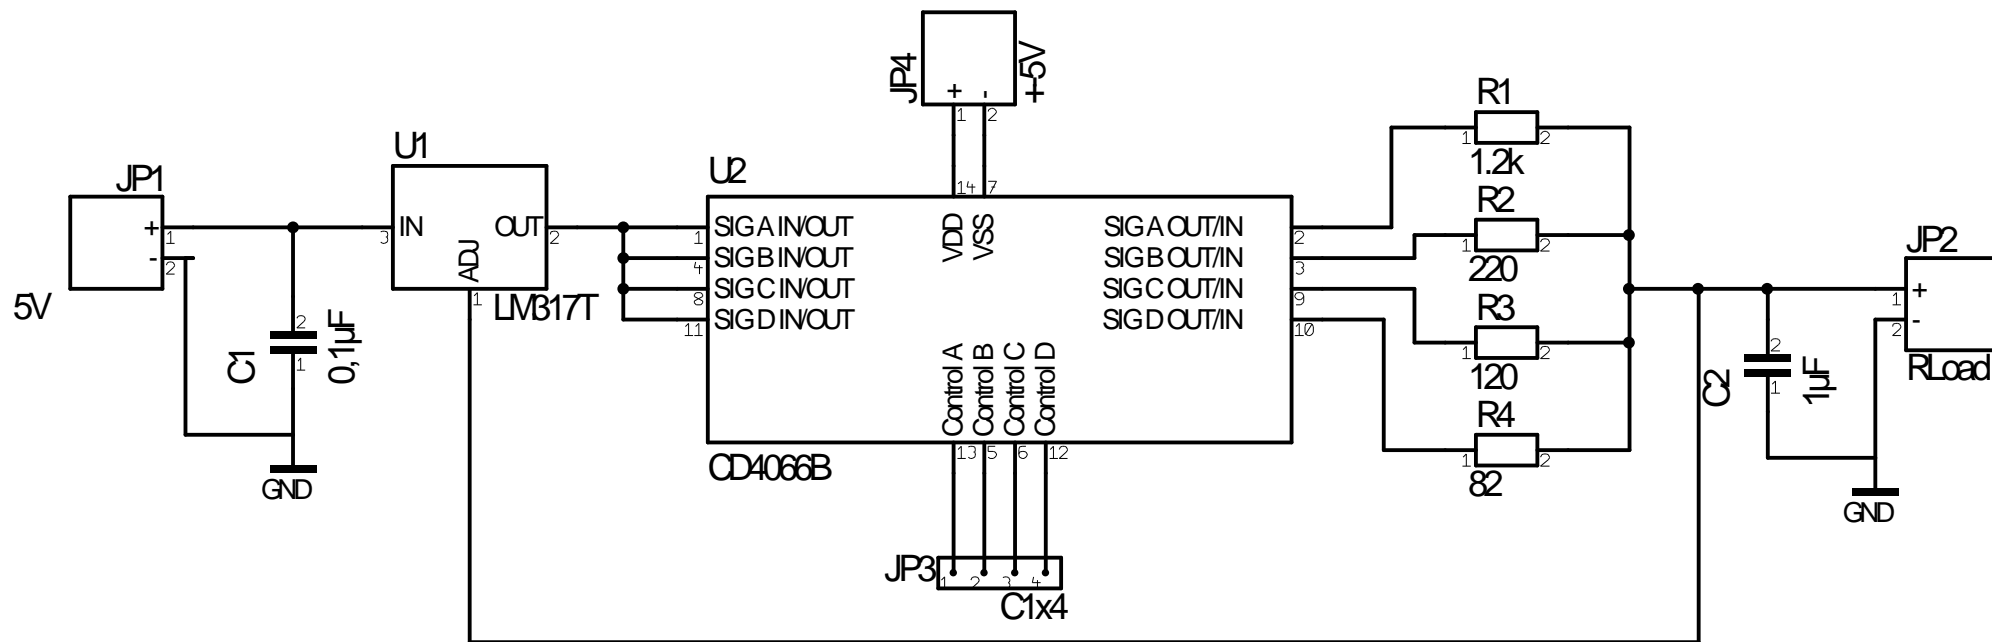 JP4
+
-
1
2
+5V
R1
1
2
1.2k
U1
JP1
U2
14
7
R2
1
2
220
+
1
-
2
5V
3
IN
OUT
2
ADJ
1
LM317T
VDD
VSS
1
SIG A IN/OUT
4
SIG B IN/OUT
8
SIG C IN/OUT
11
SIG D IN/OUT
SIG A OUT/IN
2
SIG B OUT/IN
3
SIG C OUT/IN
9
SIG D OUT/IN
10
JP2
1
+
2
-
RLoad
R3
1
2
120
C1
2
1
0,1µF
Control A
Control B
Control C
Control D
13
5
6
12
CD4066B
R4
1
2
82
C2
2
1
1µF
GND
GND
JP3
1
2
3
4
C1x4